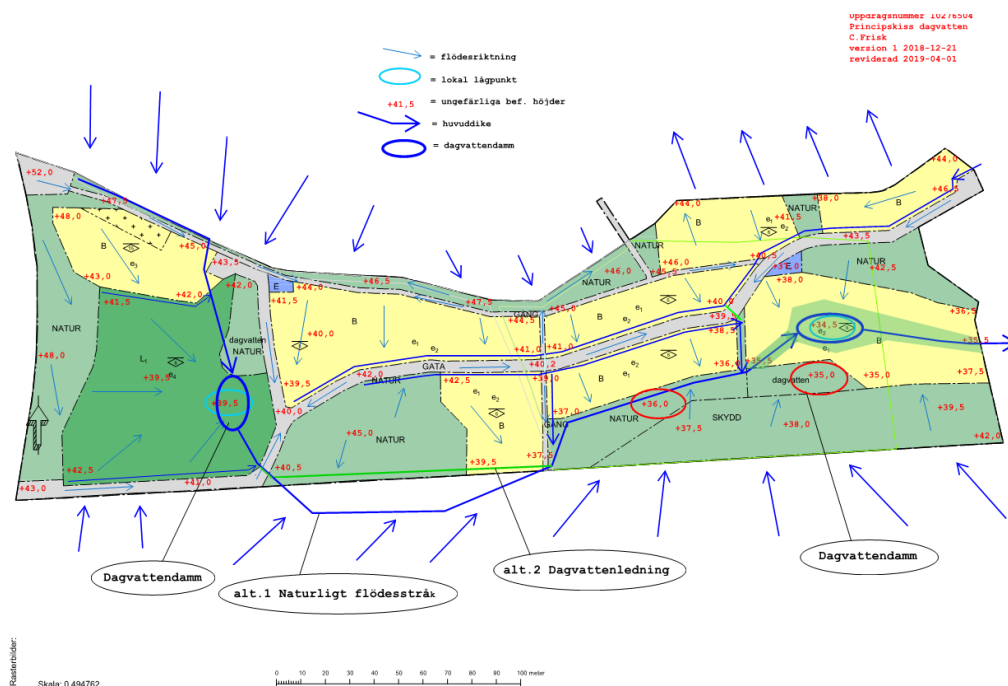 Uppdragsnummer 10276504
Principskiss dagvatten
C.Frisk
version 1 2018-12-21
reviderad 2019-04-01
= flödesriktning
= lokal lågpunkt
+41,5 = ungefärliga bef. höjder
= huvuddike
= dagvattendamm
+52,0
+47,5
+48,0
+45,0
B
e3
+43,5
+43,0
+42,0
+42,0
+41,5
NATUR
+48,0
L1
+39,5
e4
dagvatten
NATUR
+39,5
+42,5
+43,0
+41,0
+40,5
E
+44,0
+41,5
+46,5
+47,5
+40,0
B
e1
e2
+39,5
+40,0
+42,0
NATUR
GATA
+42,5
+45,0
NATUR
e1
e2
B
+39,5
GÅNG
+44,5
+45,0
+41,0
+41,0
+40,2
+39,0
+37,0
GÅNG
+37,5
NATUR
+46,0
NATUR
+45,5
+46,0
+44,0
B
e1
e2
+41,5
NATUR
+38,0
B
+44,0
+46,5
+43,5
+40,5
E
+38,0
NATUR
+42,5
B
e1
e2
+40,0
+38,5
B
e1
e2
B
+36,0
+35,5
+34,5
e2
e1
B
+36,5
+35,5
dagvatten
+35,0
+35,0
+37,5
NATUR
+36,0
+37,5
SKYDD
+38,0
+39,5
+42,0
Dagvattendamm
alt.1 Naturligt flödesstråk
alt.2 Dagvattenledning
Dagvattendamm
Rasterbilder:
Skala: 0.494762
0 10 20 30 40 50 60 70 80 90 100 meter